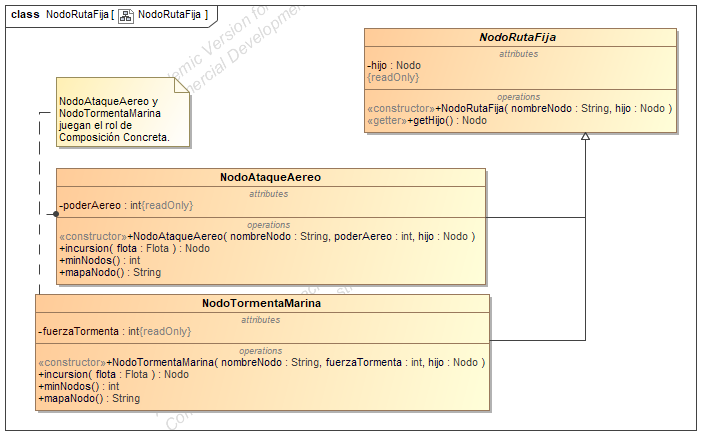 class NodoRutaFija [ NodoRutaFija ]
NodoRutaFija
attributes
-hijo : Nodo
{readOnly}
operations
«constructor»+NodoRutaFija( nombreNodo : String, hijo : Nodo )
«getter»+getHijo() : Nodo
NodoAtaqueAereo y
NodoTormentaMarina
juegan el rol de
Composición Concreta.
NodoAtaqueAereo
attributes
-poderAereo : int{readOnly}
operations
«constructor»+NodoAtaqueAereo( nombreNodo : String, poderAereo : int, hijo : Nodo )
+incursion( flota : Flota ) : Nodo
+minNodos() : int
+mapaNodo() : String
NodoTormentaMarina
attributes
-fuerzaTormenta : int{readOnly}
operations
«constructor»+NodoTormentaMarina( nombreNodo : String, fuerzaTormenta : int, hijo : Nodo )
+incursion( flota : Flota ) : Nodo
+minNodos() : int
+mapaNodo() : String